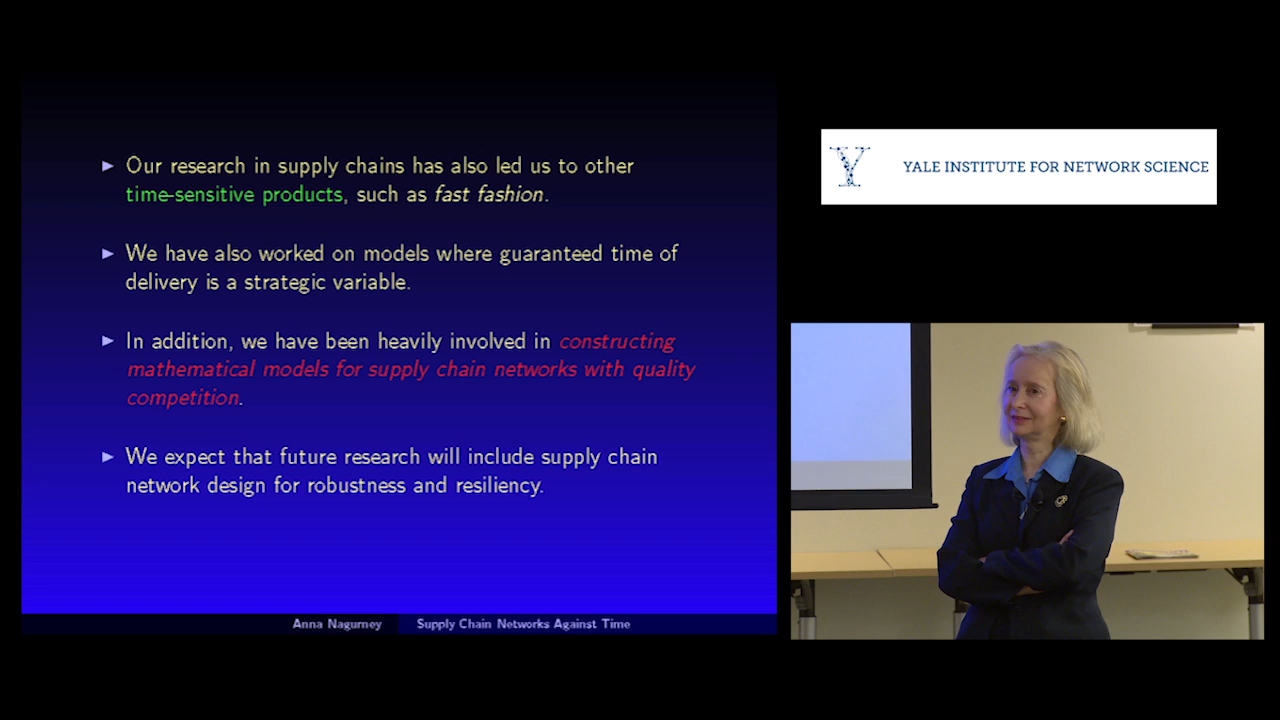 Our research in supply chains has also led us to other
time-sensitive products, such as fast fashion.
We have also worked on models where guaranteed time of
delivery is a strategic variable.
In addition, we have been heavily involved in constructing
mathematical models for supply chain networks with quality
competition.
We expect that future research will include supply chain
network design for robustness and resiliency.
Anna Nagurney Supply Chain Networks Against Time
Y YALE INSTITUTE FOR NETWORK SCIENCE